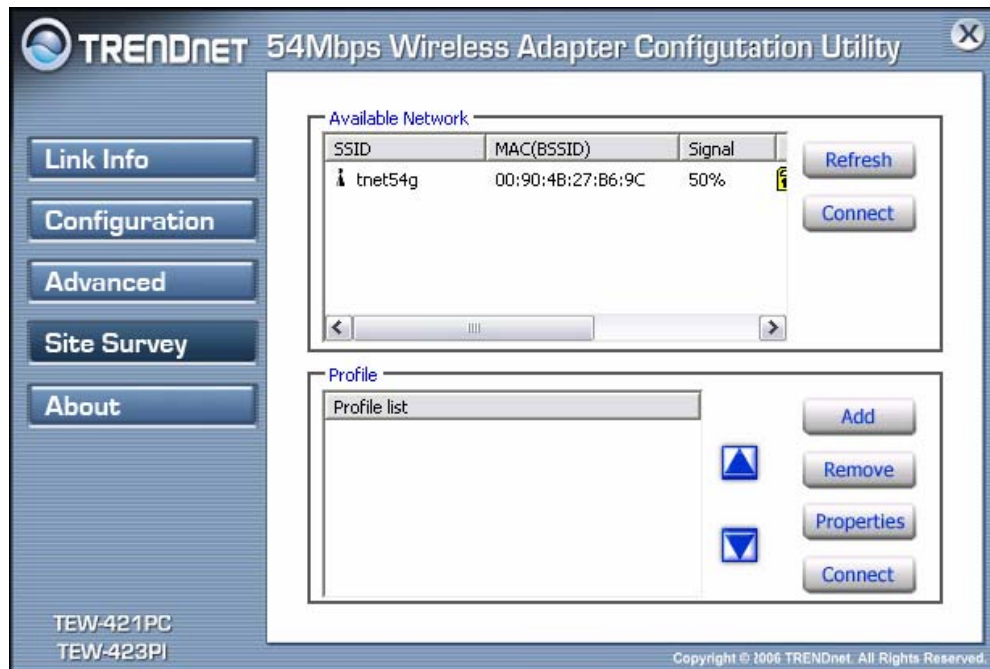 TRENDnet 54Mbps Wireless Adapter Configutation Utility
X
Link Info
Configuration
Advanced
Site Survey
About
TEW-421PC
TEW-423PI
Available Network
SSID MAC(BSSID) Signal
tnet54g 00:90:4B:27:B6:9C 50%
Refresh
Connect
Profile
Profile list
Add
Remove
Properties
Connect
Copyright © 2006 TRENDnet. All Rights Reserved.